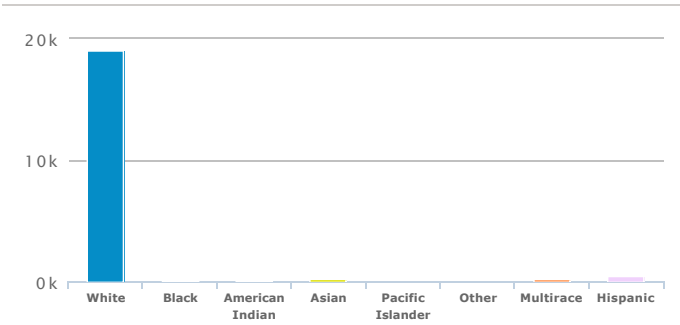 20k
10k
0k
White Black American Asian Pacific Other Multirace Hispanic
Indian Islander